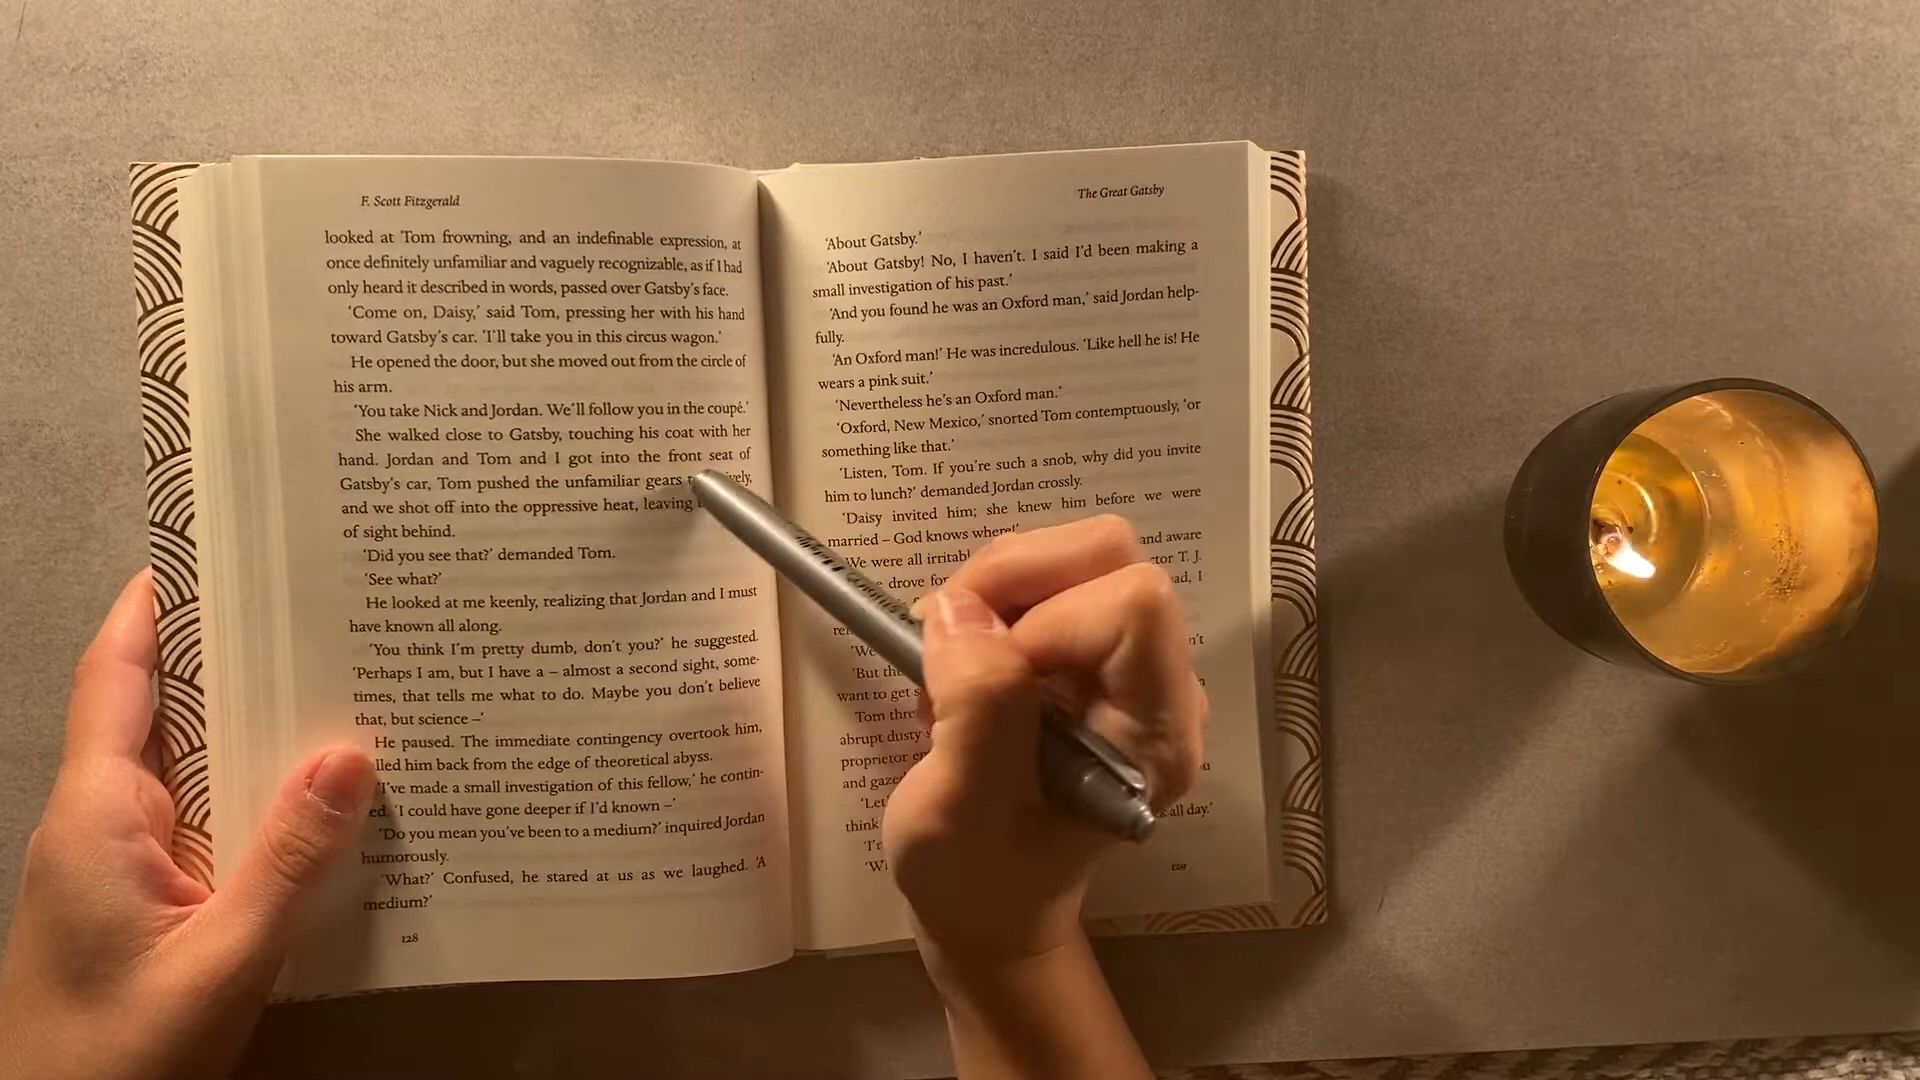 F. Scott Fitzgerald
looked at Tom frowning, and an indefinable expression, at
once definitely unfamiliar and vaguely recognizable, as if I had
only heard it described in words, passed over Gatsby's face.
'Come on, Daisy,' said Tom, pressing her with his hand
toward Gatsby's car. 'I'll take you in this circus wagon.'
He opened the door, but she moved out from the circle of
his arm.
'You take Nick and Jordan. We'll follow you in the coupé.'
She walked close to Gatsby, touching his coat with her
hand. Jordan and Tom and I got into the front seat of
Gatsby's car, Tom pushed the unfamiliar gears
and we shot off into the oppressive heat, leaving
of sight behind.
'Did you see that?' demanded Tom.
'See what?'
He looked at me keenly, realizing that Jordan and I must
have known all along.
'You think I'm pretty dumb, don't you?' he suggested.
'Perhaps I am, but I have a – almost a second sight, some-
times, that tells me what to do. Maybe you don't believe
that, but science –'
He paused. The immediate contingency overtook him,
him back from the edge of theoretical abyss.
'I've made a small investigation of this fellow,' he contin-
'I could have gone deeper if I'd known –'
'Do you mean you've been to a medium?' inquired Jordan
humorously.
'What?' Confused, he stared at us as we laughed. 'A
medium?'
128
The Great Gatsby
'About Gatsby.'
'About Gatsby! No, I haven't. I said I'd been making a
small investigation of his past.'
'And you found he was an Oxford man,' said Jordan help-
fully.
'An Oxford man!' He was incredulous. 'Like hell he is! He
wears a pink suit.'
'Nevertheless he's an Oxford man.'
'Oxford, New Mexico,' snorted Tom contemptuously, 'or
something like that.'
'Listen, Tom. If you're such a snob, why did you invite
him to lunch?' demanded Jordan crossly.
'Daisy invited him; she knew him before we were
married – God knows where!'
We were all and aware
drove T. J.
I
'But
want to get
Tom
abrupt dusty
proprietor
and
think all day.'
129